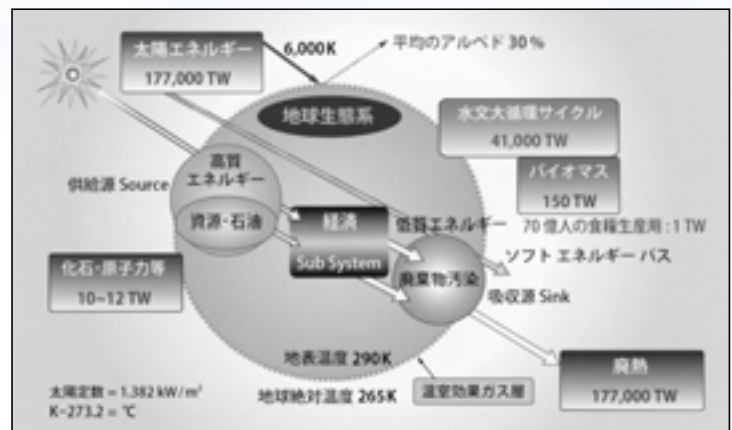 太陽エネルギー
177,000 TW
6,000K
平均のアルベド 30 %
地球生態系
水文大循環サイクル
41,000 TW
バイオマス
150 TW
70 億人の食糧生産用 : 1 TW
高質
エネルギー
供給源 Source
資源・石油
経済
Sub System
低質エネルギー
ソフト エネルギー パス
廃棄物汚染
吸収源 Sink
化石・原子力等
10~12 TW
地表温度 290K
地球絶対温度 265K
温室効果ガス層
廃熱
177,000 TW
太陽定数 = 1.382 kW/m²
K-273.2 = ℃